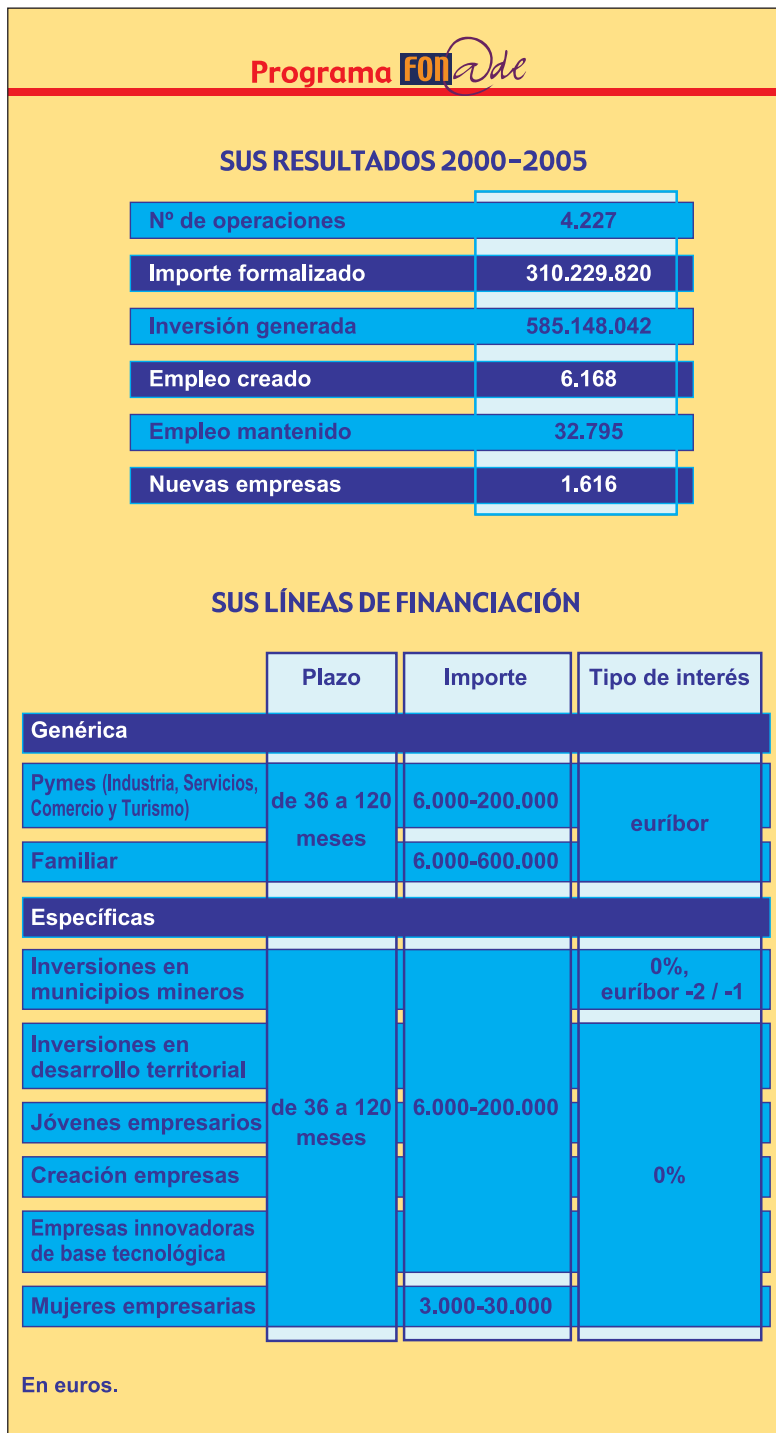 Programa FON@de
SUS RESULTADOS 2000-2005
Nº de operaciones 4.227
Importe formalizado 310.229.820
Inversión generada 585.148.042
Empleo creado 6.168
Empleo mantenido 32.795
Nuevas empresas 1.616
SUS LÍNEAS DE FINANCIACIÓN
Plazo Importe Tipo de interés
Genérica
Pymes (Industria, Servicios,
Comercio y Turismo)
de 36 a 120
meses
6.000-200.000
euríbor
Familiar 6.000-600.000
Específicas
Inversiones en
municipios mineros
0%,
euríbor -2 / -1
Inversiones en
desarrollo territorial
Jóvenes empresarios
de 36 a 120
meses
6.000-200.000
Creación empresas 0%
Empresas innovadoras
de base tecnológica
Mujeres empresarias 3.000-30.000
En euros.